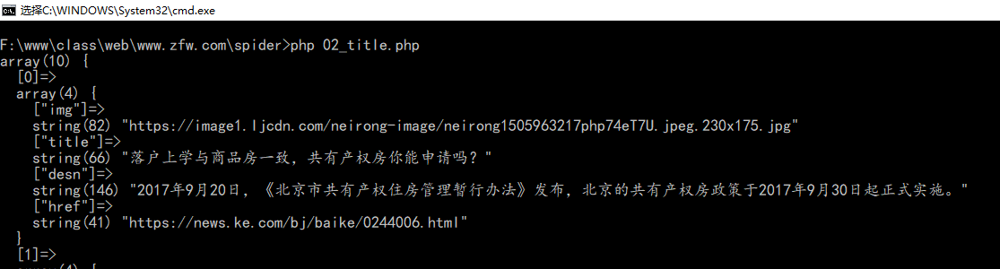 选择C:\WINDOWS\System32\cmd.exe
F:\www\class\web\www.zfw.com\spider>php 02_title.php
array(10) {
  [0]=>
  array(4) {
    ["img"]=>
    string(82) "https://image1.ljcdn.com/neirong-image/neirong1505963217php74eT7U.jpeg.230x175.jpg"
    ["title"]=>
    string(66) "落户上学与商品房一致，共有产权房你能申请吗？"
    ["desn"]=>
    string(146) "2017年9月20日，《北京市共有产权住房管理暂行办法》发布，北京的共有产权房政策于2017年9月30日起正式实施。"
    ["href"]=>
    string(41) "https://news.ke.com/bj/baike/0244006.html"
  }
  [1]=>
  array(4) {